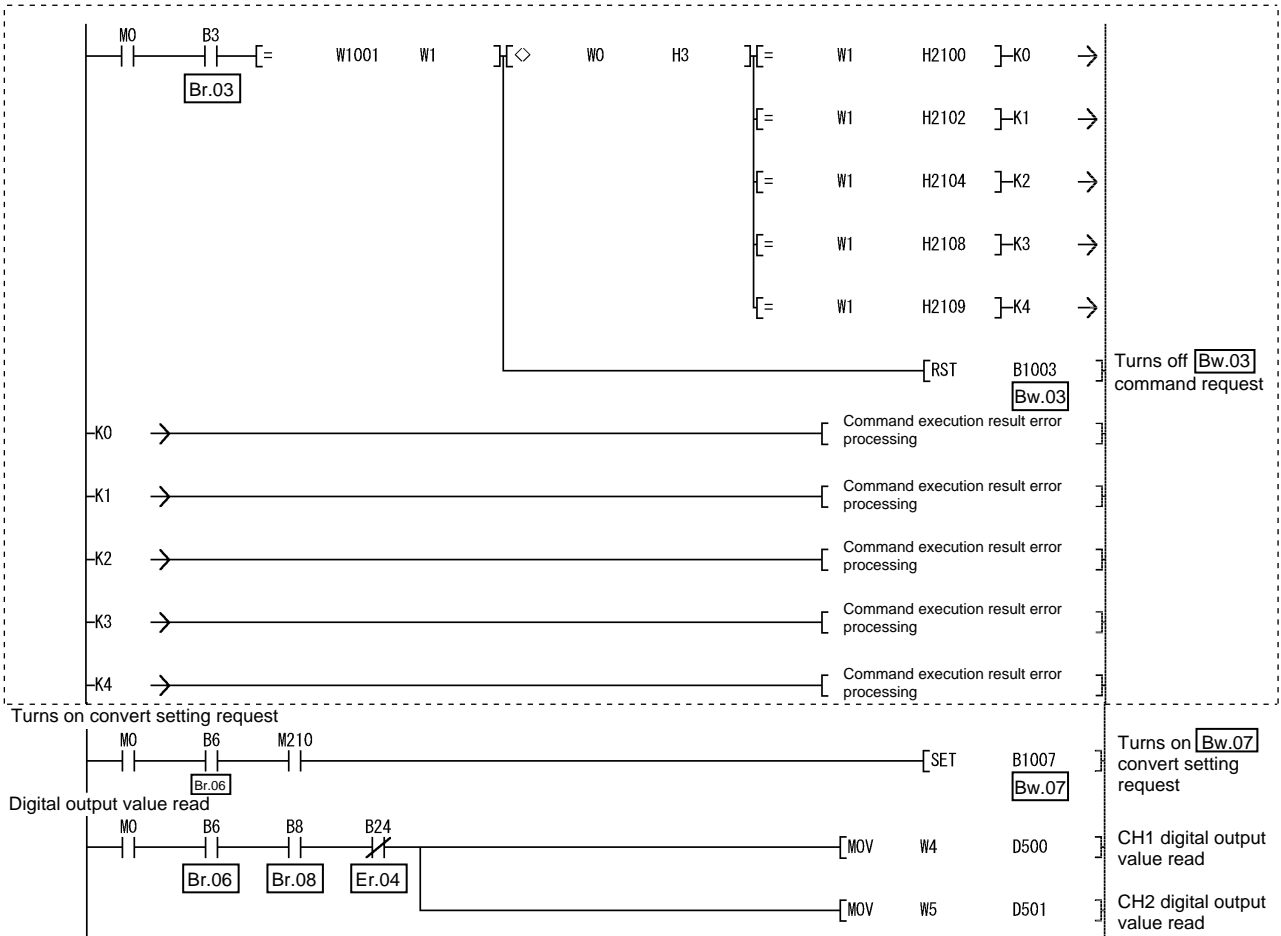 M0 B3 [= W1001 W1 ] [<> W0 H3 ] [= W1 H2100 ] K0
Br.03
[= W1 H2102 ] K1
[= W1 H2104 ] K2
[= W1 H2108 ] K3
[= W1 H2109 ] K4
[RST B1003 ] Turns off Bw.03
command request
Bw.03
K0 [ Command execution result error
processing ]
K1 [ Command execution result error
processing ]
K2 [ Command execution result error
processing ]
K3 [ Command execution result error
processing ]
K4 [ Command execution result error
processing ]
Turns on convert setting request
M0 B6 M210 [SET B1007 ]
Br.06 Bw.07
Turns on Bw.07
convert setting
request
Digital output value read
M0 B6 B8 B24 [MOV W4 D500 ]
Br.06 Br.08 Er.04
CH1 digital output
value read
[MOV W5 D501 ]
CH2 digital output
value read